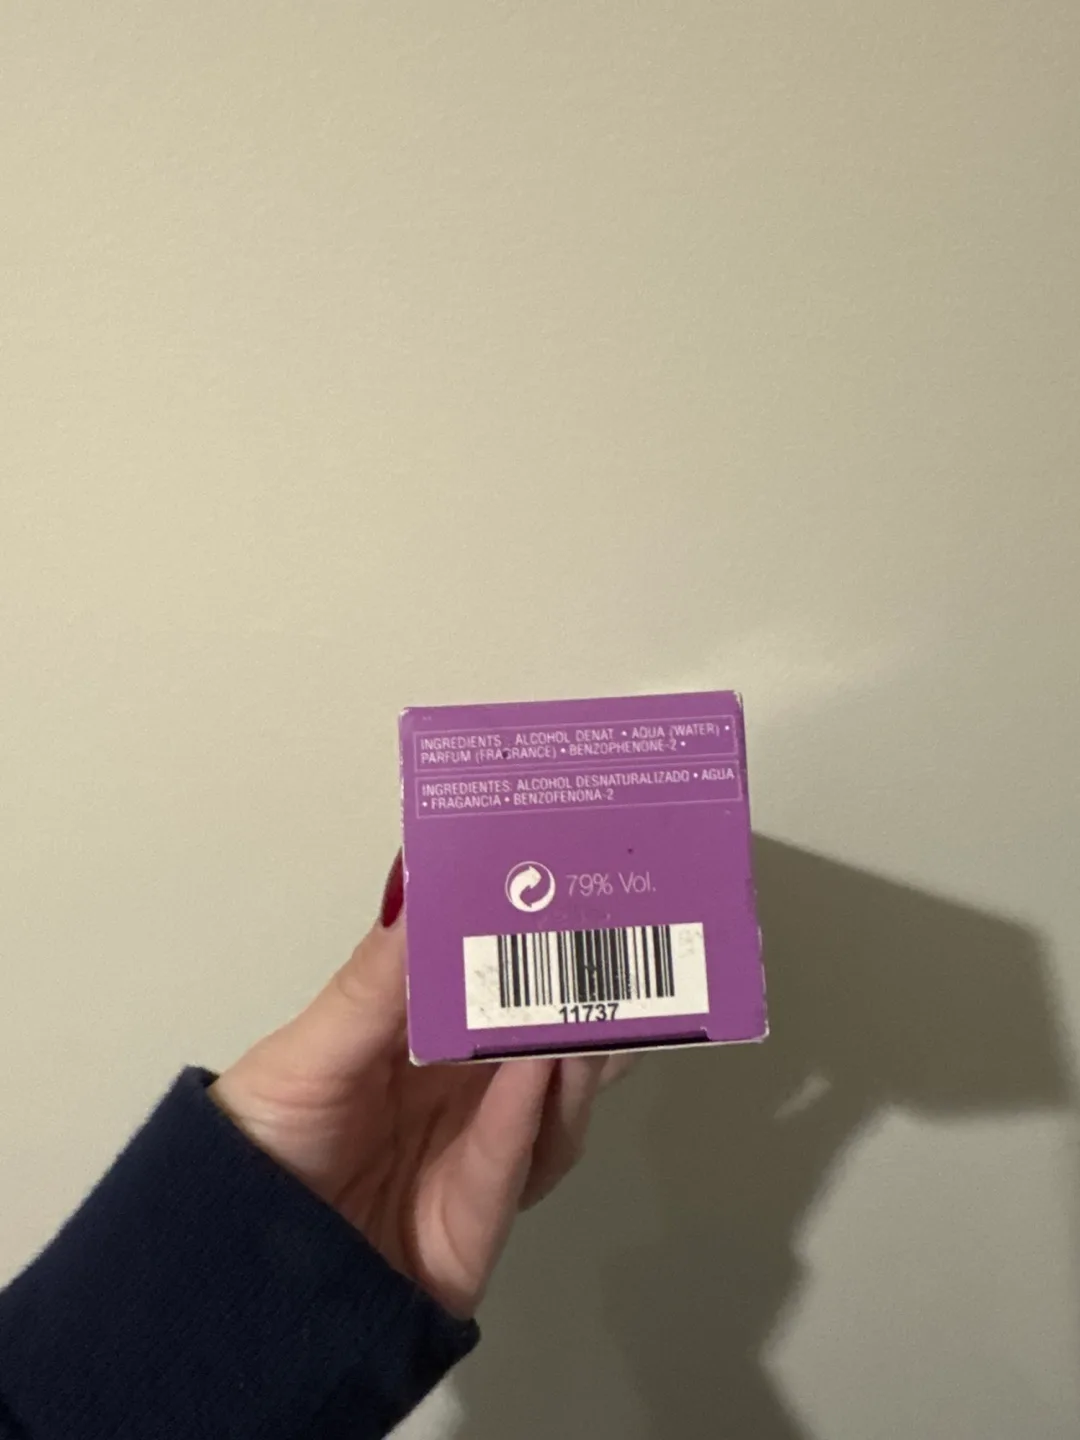 INGREDIENTS: ALCOHOL DENAT • AQUA (WATER) •
PARFUM (FRAGRANCE) • BENZOPHENONE-2 •
INGREDIENTES: ALCOHOL DESNATURALIZADO • AGUA
• FRAGANCIA • BENZOFENONA-2
79% Vol.
11737